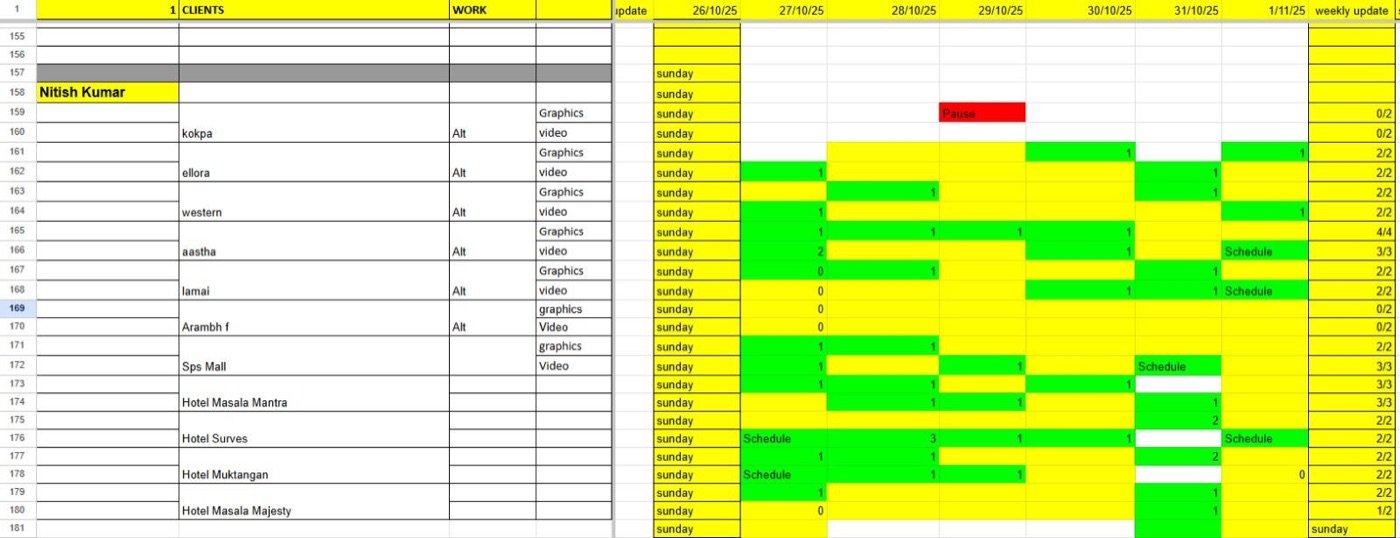 1 1 CLIENTS WORK update 26/10/25 27/10/25 28/10/25 29/10/25 30/10/25 31/10/25 1/11/25 weekly update
155
156
157 sunday
158 Nitish Kumar sunday
159 Graphics sunday Pause 0/2
160 kokpa Alt video sunday 0/2
161 Graphics sunday 1 1 2/2
162 ellora Alt video sunday 1 1 2/2
163 Graphics sunday 1 1 2/2
164 western Alt video sunday 1 1 2/2
165 Graphics sunday 1 1 1 1 4/4
166 aastha Alt video sunday 2 1 Schedule 3/3
167 Graphics sunday 0 1 1 2/2
168 lamai Alt video sunday 0 1 1 Schedule 2/2
169 graphics sunday 0 0/2
170 Arambh f Alt Video sunday 0 0/2
171 graphics sunday 1 1 2/2
172 Sps Mall Video sunday 1 1 Schedule 3/3
173 sunday 1 1 1 3/3
174 Hotel Masala Mantra sunday 1 1 1 3/3
175 sunday 2 2/2
176 Hotel Surves sunday Schedule 3 1 1 Schedule 2/2
177 sunday 1 1 2 2/2
178 Hotel Muktangan sunday Schedule 1 1 0 2/2
179 sunday 1 1 2/2
180 Hotel Masala Majesty sunday 0 1 1/2
181 sunday sunday